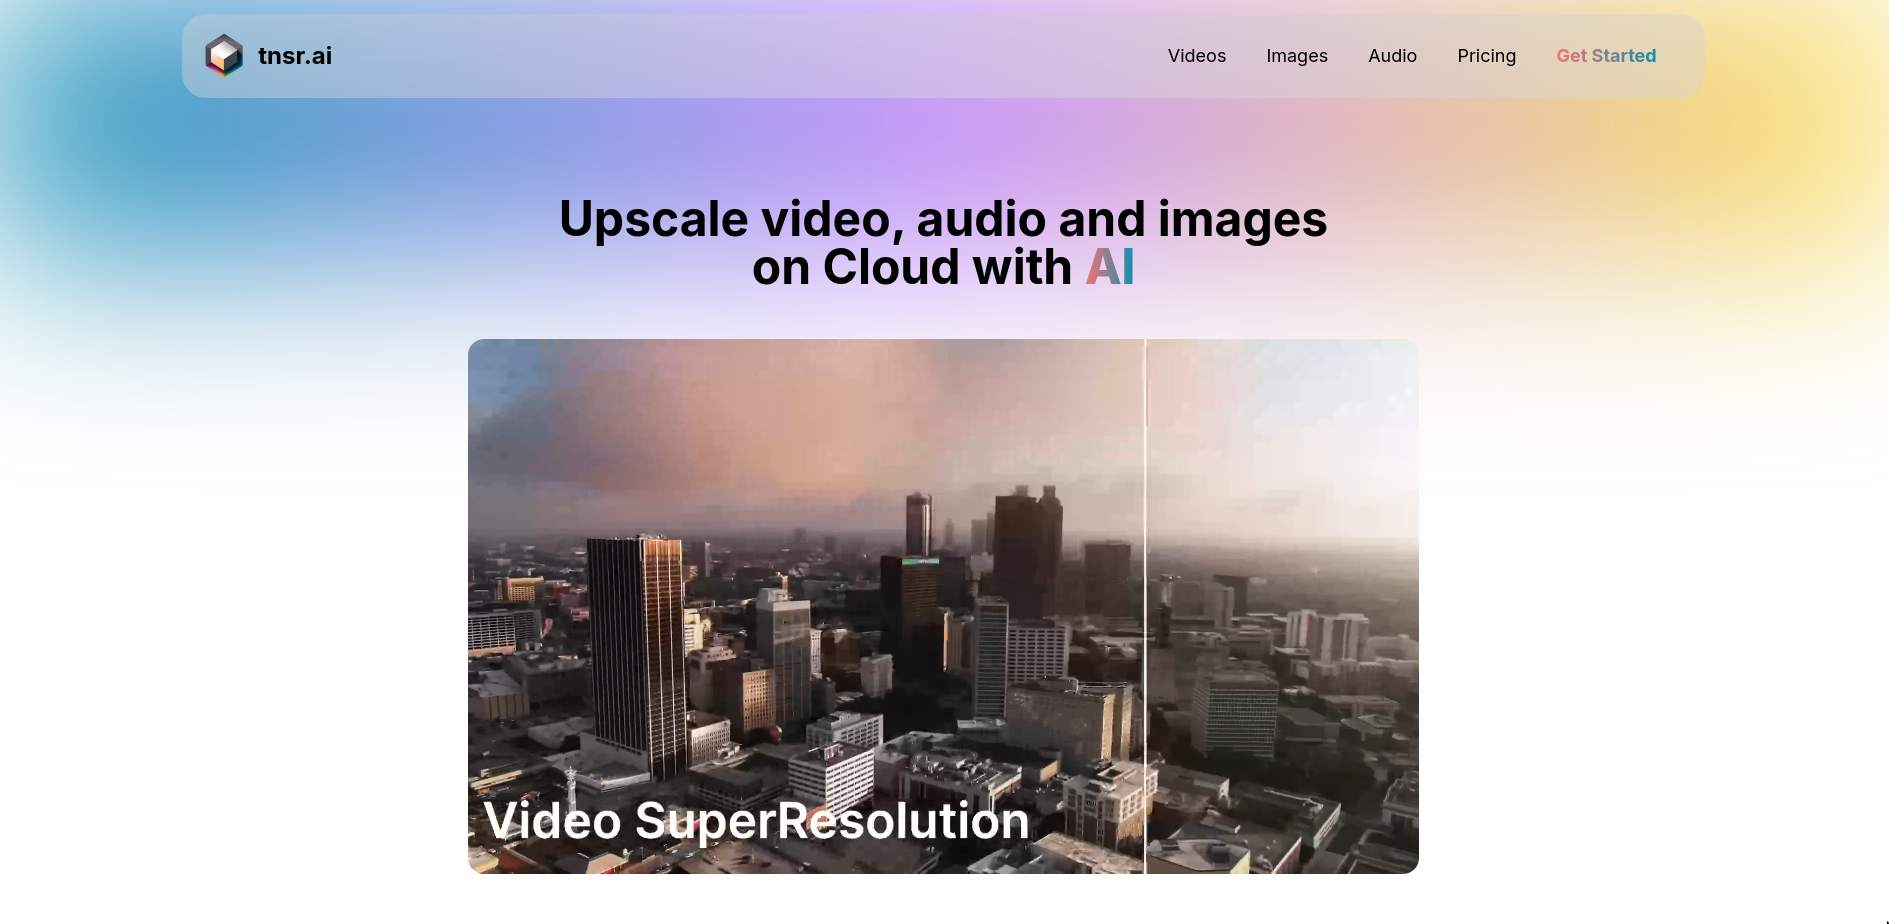 tnsr.ai
Videos Images Audio Pricing Get Started
Upscale video, audio and images
on Cloud with AI
Video SuperResolution